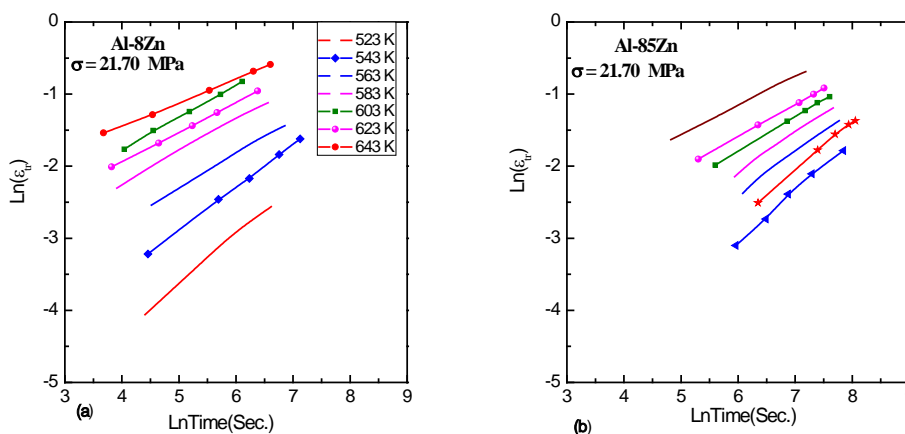 Al-8Zn
σ = 21.70 MPa
523 K
543 K
563 K
583 K
603 K
623 K
643 K
Ln(ε_tr)
0
-1
-2
-3
-4
-5
3 4 5 6 7 8 9
LnTime(Sec.)
(a)
Al-85Zn
σ = 21.70 MPa
Ln(ε_tr)
0
-1
-2
-3
-4
-5
3 4 5 6 7 8
LnTime(Sec.)
(b)